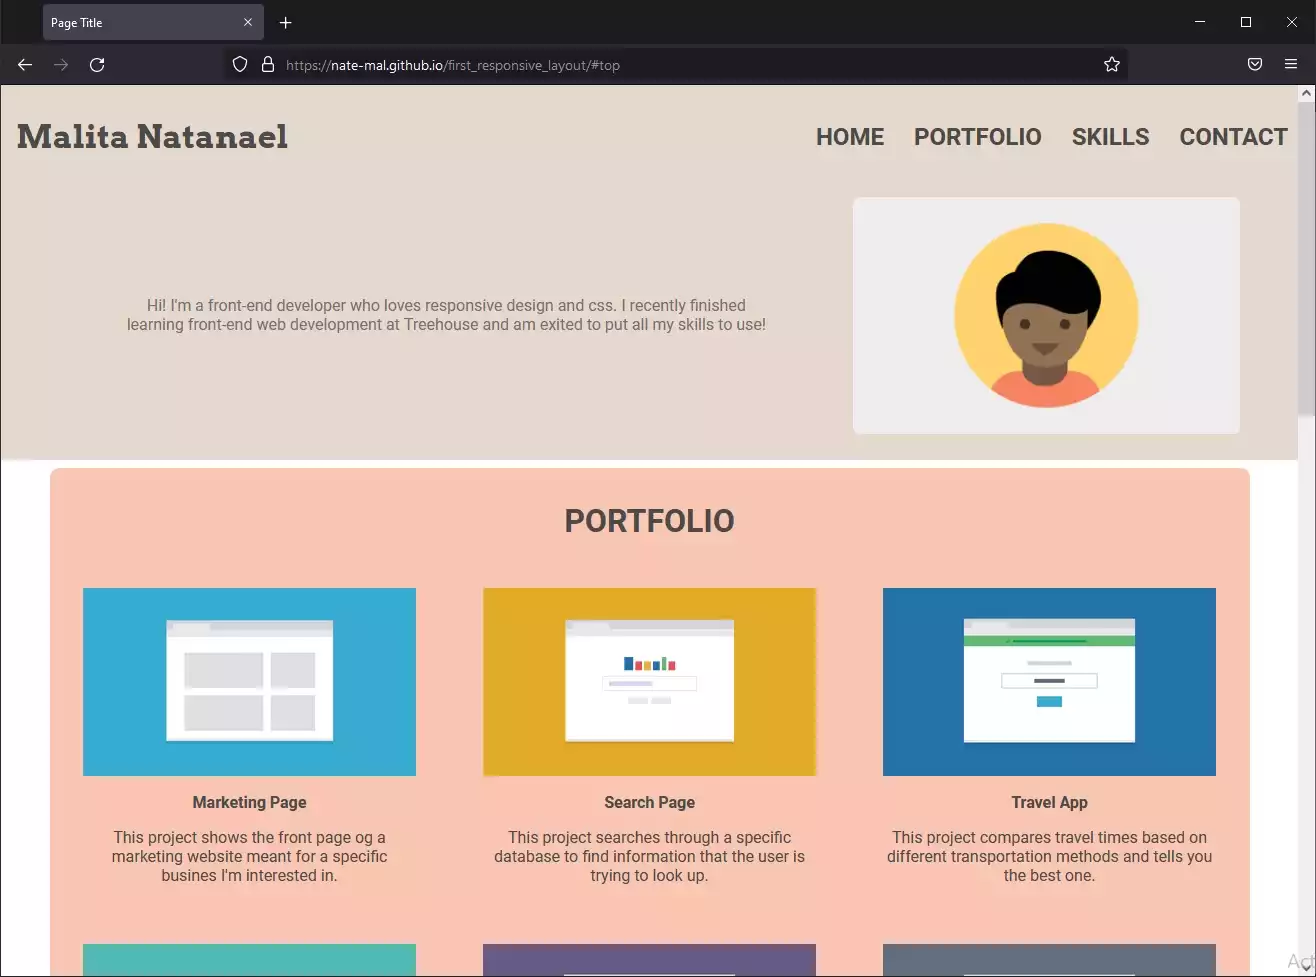 Page Title
https://nate-mal.github.io/first_responsive_layout/#top
Malita Natanael
HOME PORTFOLIO SKILLS CONTACT
Hi! I'm a front-end developer who loves responsive design and css. I recently finished
learning front-end web development at Treehouse and am exited to put all my skills to use!
PORTFOLIO
Marketing Page
This project shows the front page og a
marketing website meant for a specific
busines I'm interested in.
Search Page
This project searches through a specific
database to find information that the user is
trying to look up.
Travel App
This project compares travel times based on
different transportation methods and tells you
the best one.